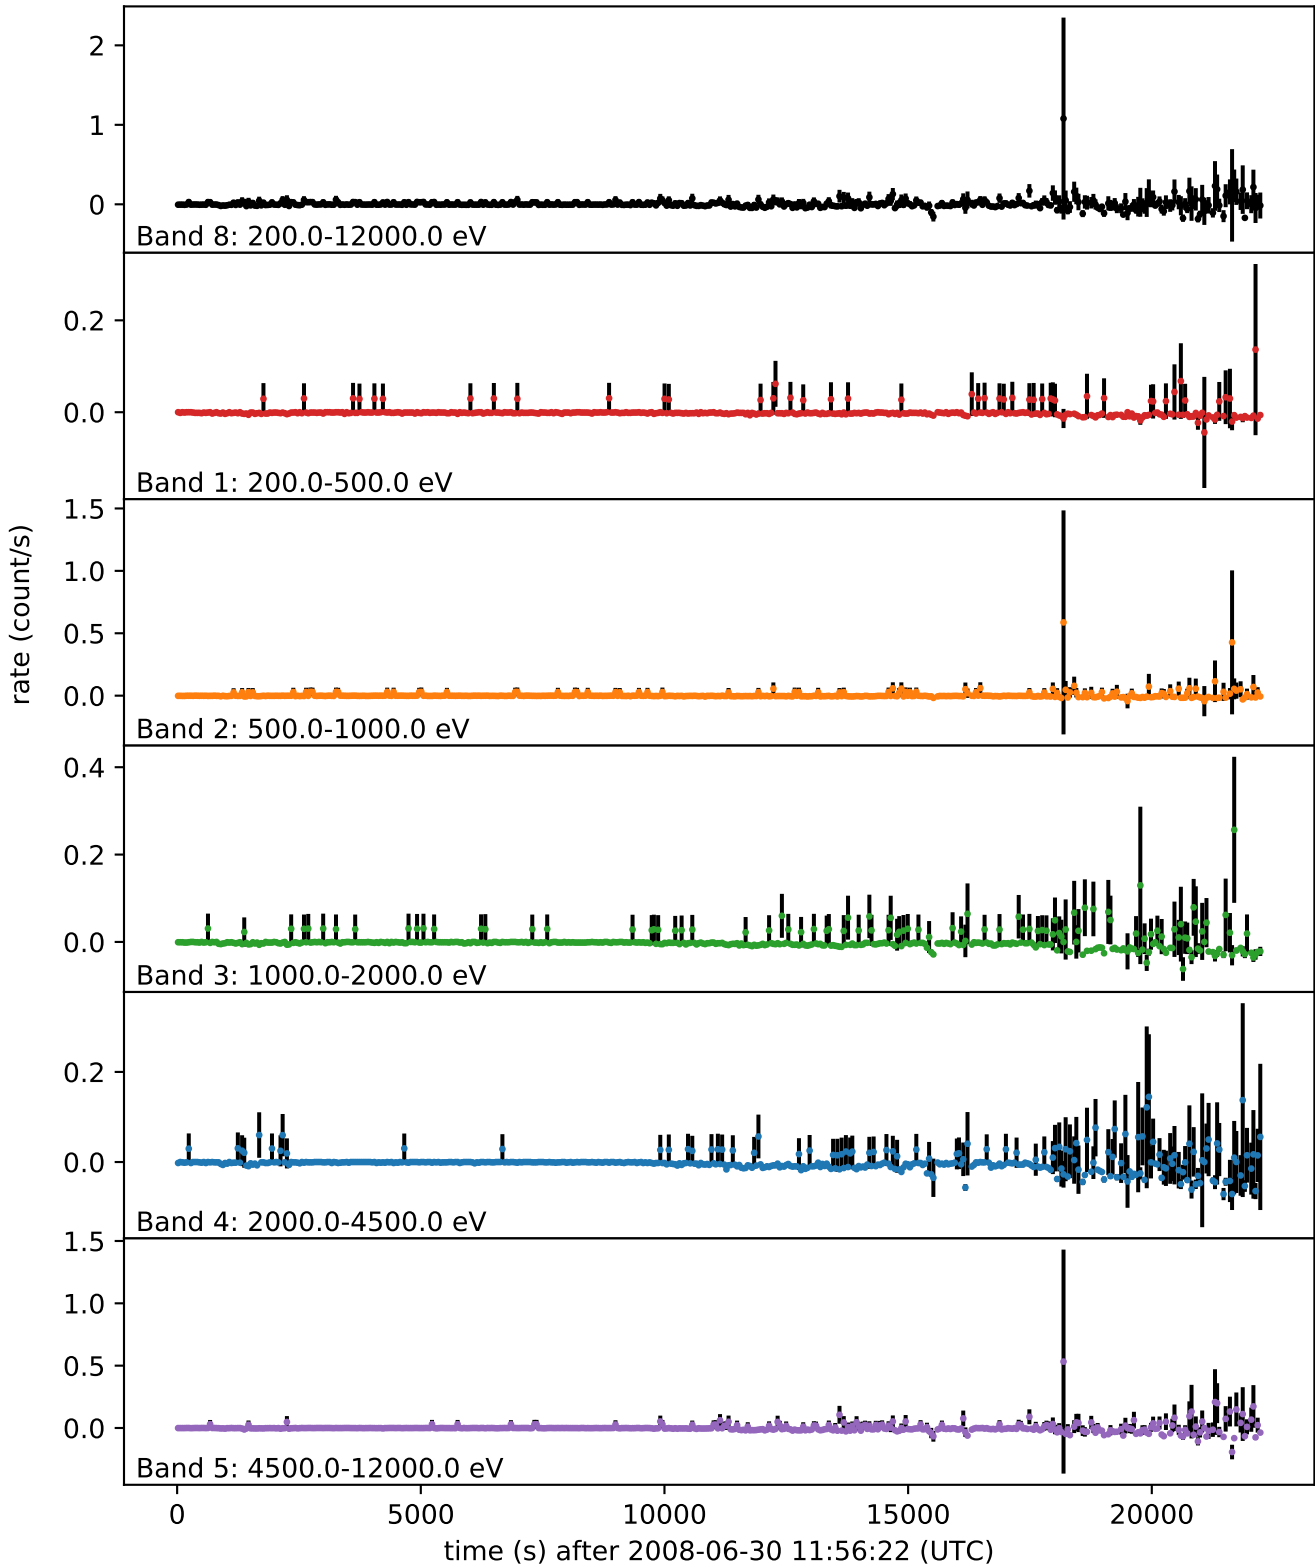 2
1
0
Band 8: 200.0-12000.0 eV
0.2
0.0
Band 1: 200.0-500.0 eV
rate (count/s)
1.5
1.0
0.5
0.0
Band 2: 500.0-1000.0 eV
0.4
0.2
0.0
Band 3: 1000.0-2000.0 eV
0.2
0.0
Band 4: 2000.0-4500.0 eV
1.5
1.0
0.5
0.0
Band 5: 4500.0-12000.0 eV
0 5000 10000 15000 20000
time (s) after 2008-06-30 11:56:22 (UTC)